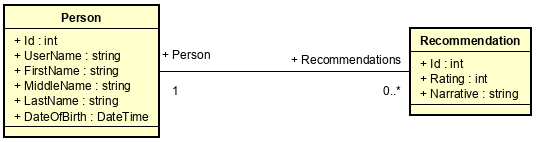 Person
+ Id : int
+ UserName : string
+ FirstName : string
+ MiddleName : string
+ LastName : string
+ DateOfBirth : DateTime
+ Person
1
+ Recommendations
0..*
Recommendation
+ Id : int
+ Rating : int
+ Narrative : string